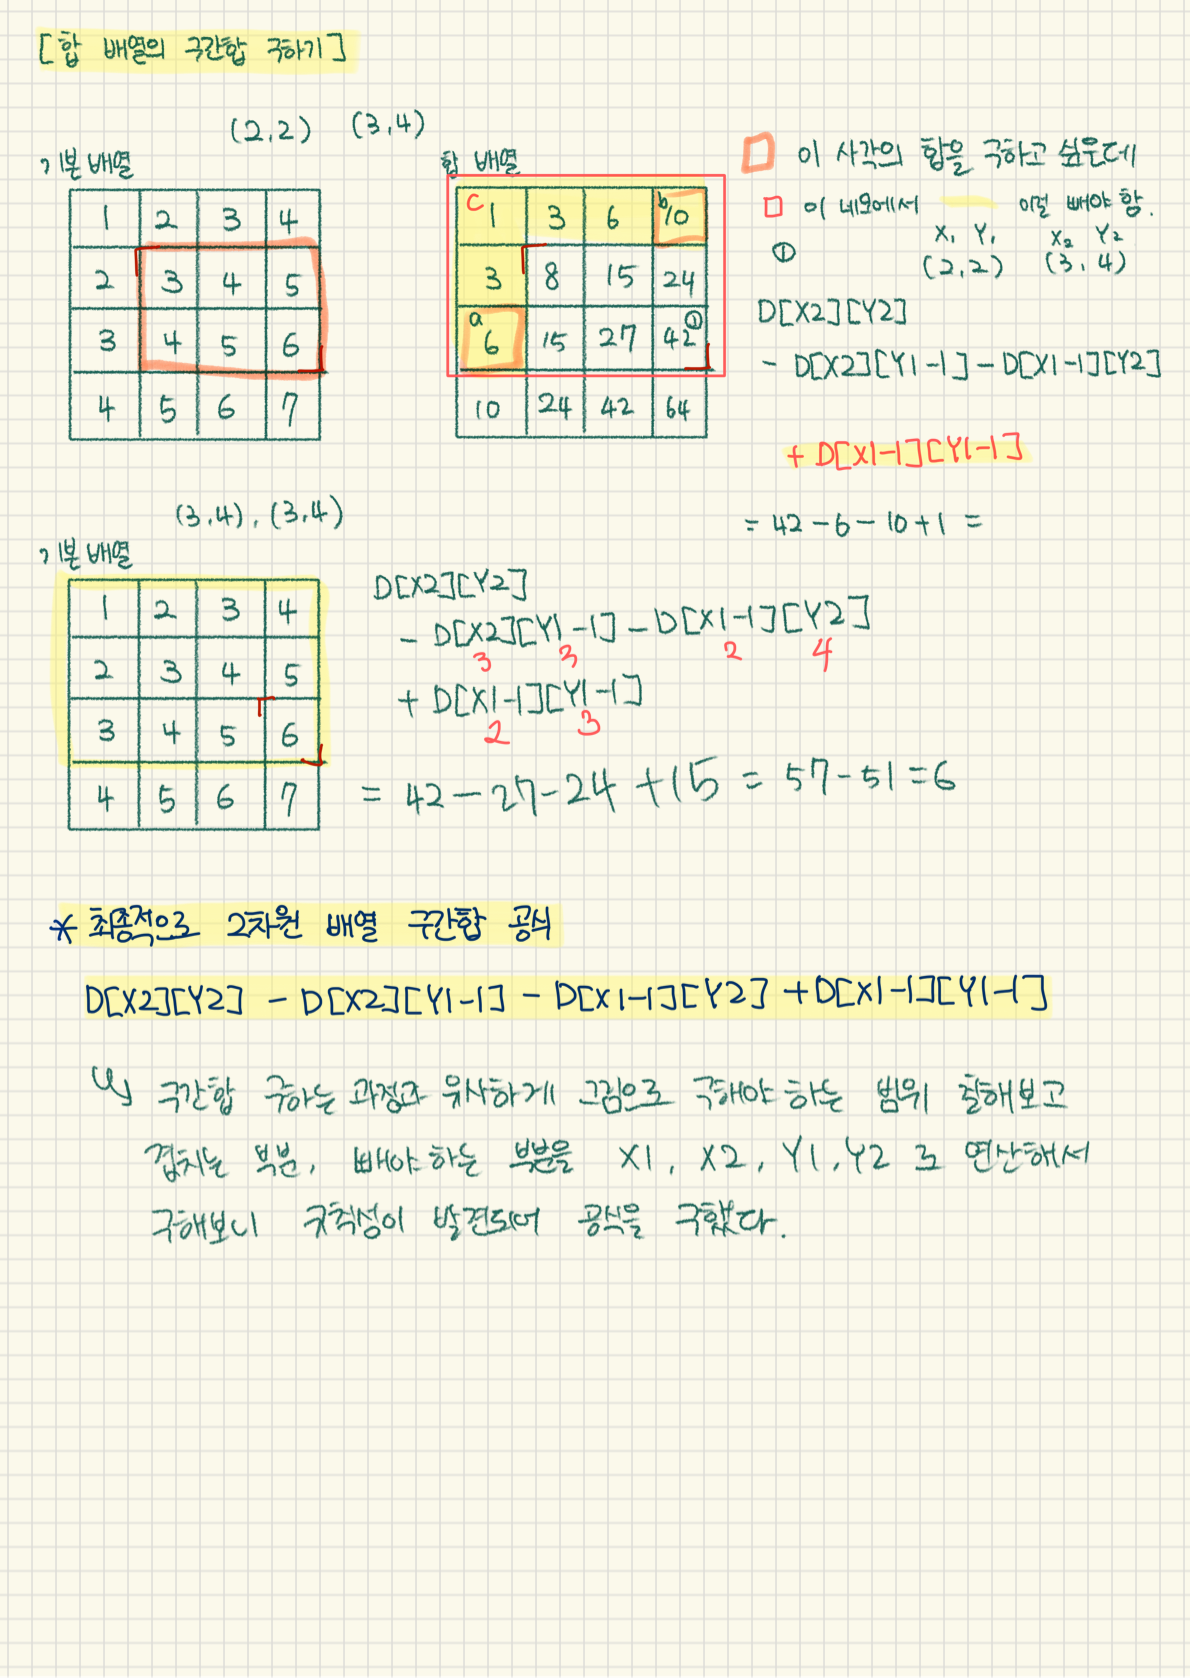 [합 배열의 구간합 구하기]
(2,2) (3,4)
기본 배열
1 2 3 4
2 3 4 5
3 4 5 6
4 5 6 7
합 배열
c 1 3 6 b 10
3 8 15 24
a 6 15 27 42 ①
10 24 42 64
이 사각의 합을 구하고 싶은데
이 네모에서 이걸 빼야 함.
① X₁ Y₁ X₂ Y₂
(2,2) (3,4)
D[X2][Y2]
- D[X2][Y1-1] - D[X1-1][Y2]
+ D[X1-1][Y1-1]
= 42-6-10+1 =
(3,4), (3,4)
기본 배열
1 2 3 4
2 3 4 5
3 4 5 6
4 5 6 7
D[X2][Y2]
- D[X2][Y1-1] - D[X1-1][Y2]
3 3 2 4
+ D[X1-1][Y1-1]
2 3
= 42-27-24+15 = 57-51 = 6
* 최종적으로 2차원 배열 구간합 공식
D[X2][Y2] - D[X2][Y1-1] - D[X1-1][Y2] + D[X1-1][Y1-1]
구간합 구하는 과정과 유사하게 그림으로 구해야 하는 범위 칠해보고
겹치는 부분, 빼야 하는 부분을 X1, X2, Y1, Y2 로 연산해서
구해보니 규칙성이 발견되어 공식을 구했다.